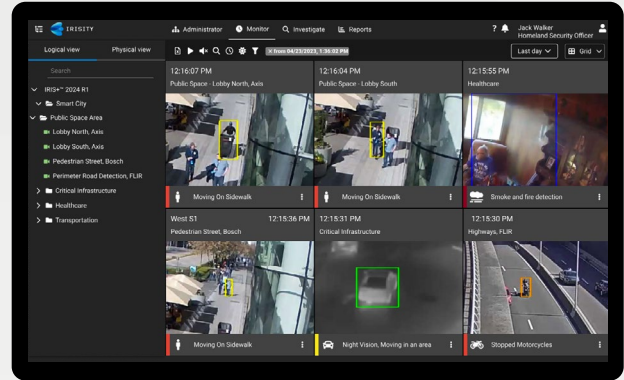 IRISITY
Administrator Monitor Investigate Reports
? Jack Walker
Homeland Security Officer
Logical view Physical view
× from 04/23/2023, 1:36:02 PM
Last day Grid
Search
IRIS+™ 2024 R1
Smart City
Public Space Area
Lobby North, Axis
Lobby South, Axis
Pedestrian Street, Bosch
Perimeter Road Detection, FLIR
Critical Infrastructure
Healthcare
Transportation
12:16:07 PM
Public Space - Lobby North, Axis
Moving On Sidewalk
12:16:04 PM
Public Space - Lobby South
Moving On Sidewalk
12:15:55 PM
Healthcare
Smoke and fire detection
West S1 12:15:36 PM
Pedestrian Street, Bosch
Moving On Sidewalk
12:15:31 PM
Critical Infrastructure
Night Vision, Moving in an area
12:15:30 PM
Highways, FLIR
Stopped Motorcycles